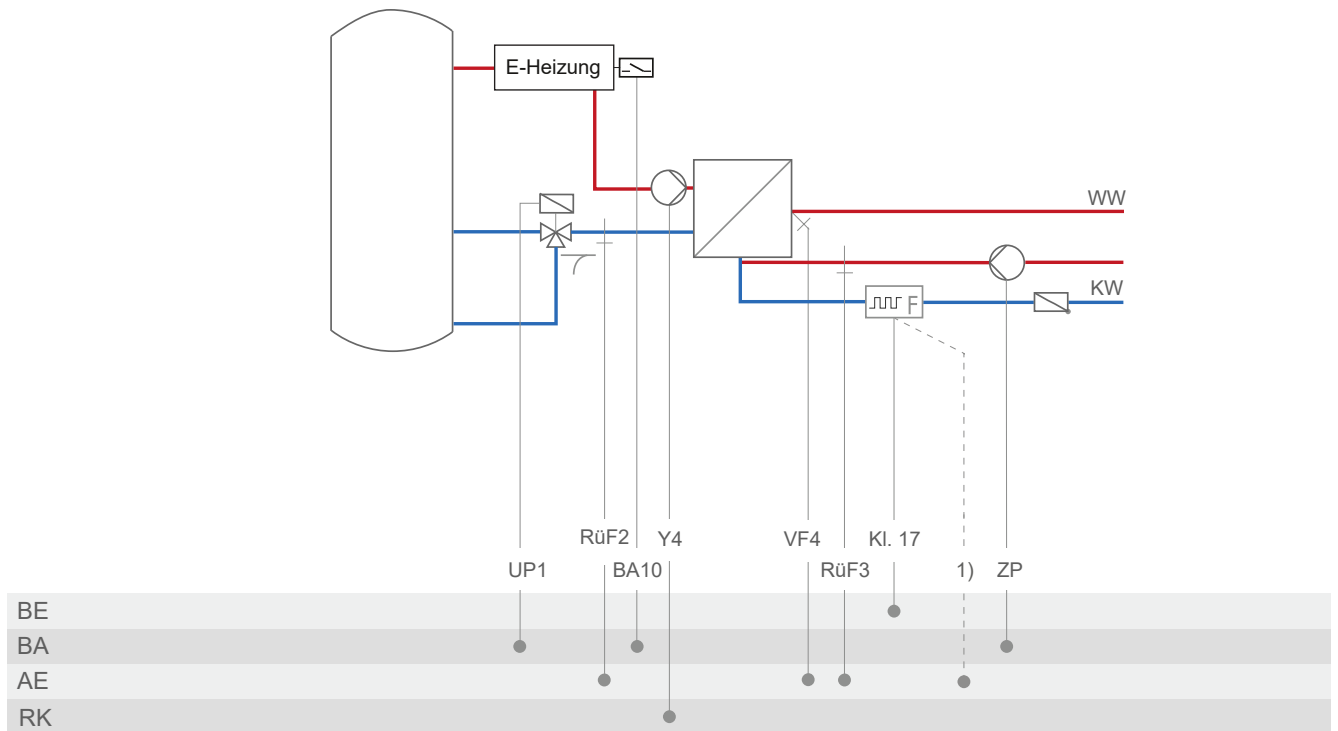 E-Heizung
WW
KW
F
RüF2 Y4 VF4 Kl. 17
UP1 BA10 RüF3 1) ZP
BE
BA
AE
RK